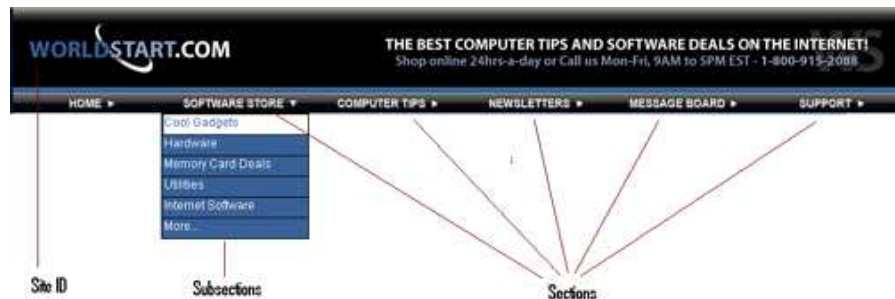 WORLDSTART.COM
THE BEST COMPUTER TIPS AND SOFTWARE DEALS ON THE INTERNET!
Shop online 24hrs-a-day or Call us Mon-Fri, 9AM to 5PM EST - 1-800-915-2088
WS
HOME ► SOFTWARE STORE ▼ COMPUTER TIPS ► NEWSLETTERS ► MESSAGE BOARD ► SUPPORT ►
Cool Gadgets
Hardware
Memory Card Deals
Utilities
Internet Software
More...
Site ID Subsections Sections